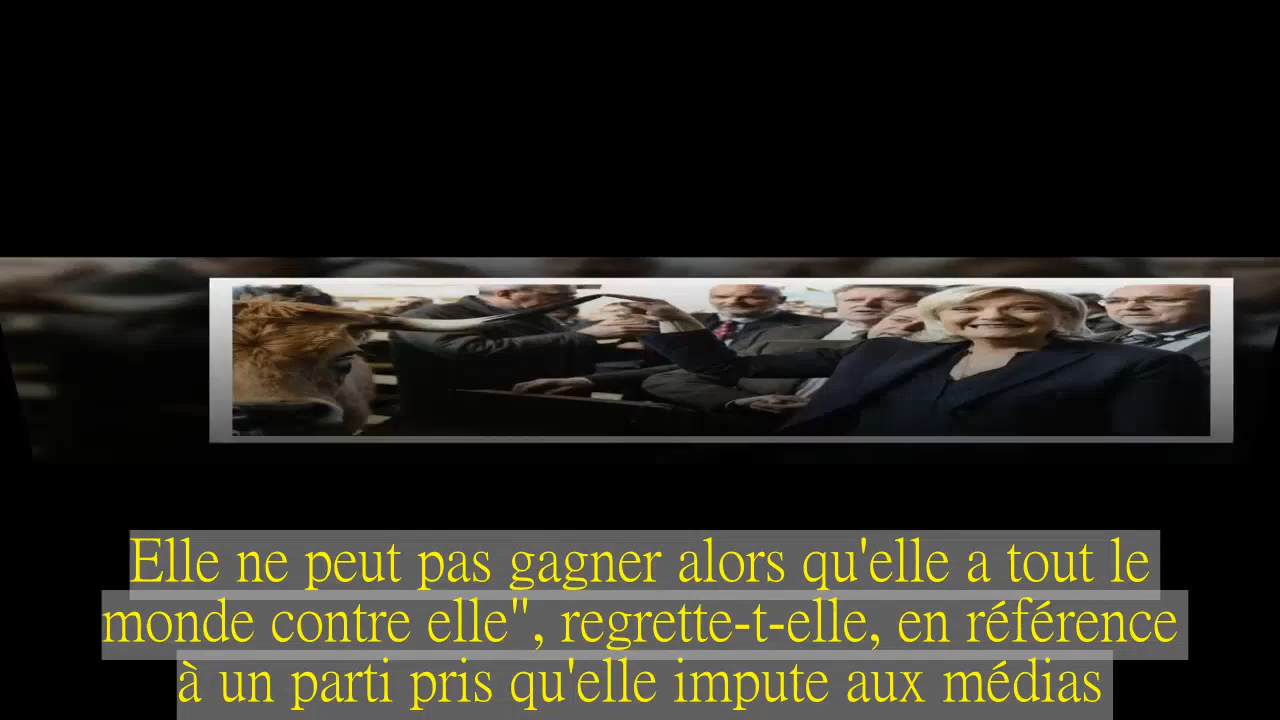 Elle ne peut pas gagner alors qu'elle a tout le
monde contre elle", regrette-t-elle, en référence
à un parti pris qu'elle impute aux médias